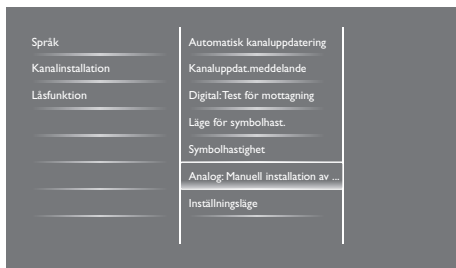 Språk
Kanalinstallation
Låsfunktion
Automatisk kanaluppdatering
Kanaluppdat.meddelande
Digital:Test för mottagning
Läge för symbolhast.
Symbolhastighet
Analog: Manuell installation av ...
Inställningsläge